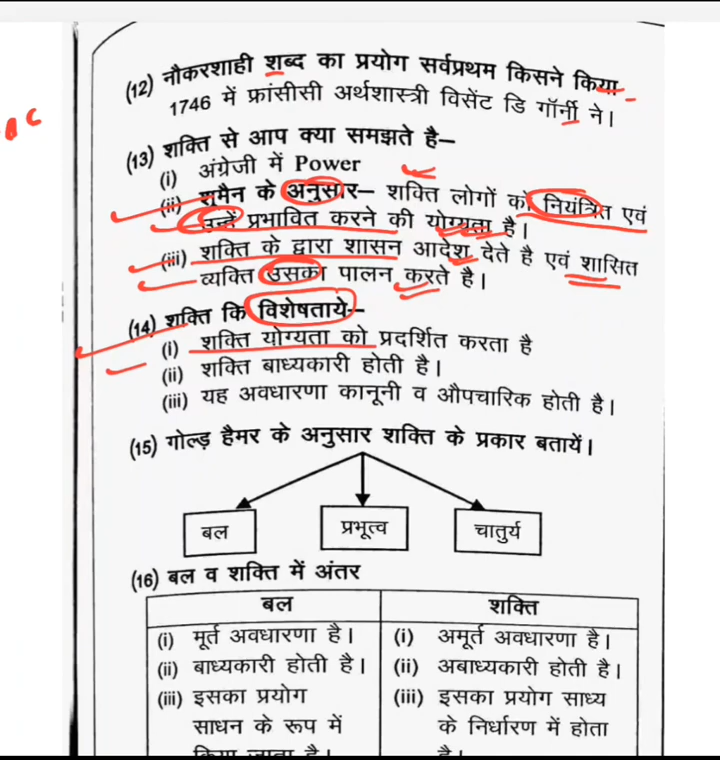 (12) नौकरशाही शब्द का प्रयोग सर्वप्रथम किसने किया
1746 में फ्रांसीसी अर्थशास्त्री विसेंट डि गॉर्नी ने।
(13) शक्ति से आप क्या समझते है–
(i) अंग्रेजी में Power
(ii) शुमैन के अनुसार– शक्ति लोगों को नियंत्रित एवं
उन्हें प्रभावित करने की योग्यता है।
(iii) शक्ति के द्वारा शासन आदेश देते है एवं शासित
व्यक्ति उसका पालन करते है।
(14) शक्ति कि विशेषताये–
(i) शक्ति योग्यता को प्रदर्शित करता है
(ii) शक्ति बाध्यकारी होती है।
(iii) यह अवधारणा कानूनी व औपचारिक होती है।
(15) गोल्ड़ हैमर के अनुसार शक्ति के प्रकार बतायें।
बल प्रभूत्व चातुर्य
(16) बल व शक्ति में अंतर
बल शक्ति
(i) मूर्त अवधारणा है। (i) अमूर्त अवधारणा है।
(ii) बाध्यकारी होती है। (ii) अबाध्यकारी होती है।
(iii) इसका प्रयोग (iii) इसका प्रयोग साध्य
साधन के रूप में के निर्धारण में होता
किया जाता है। है।